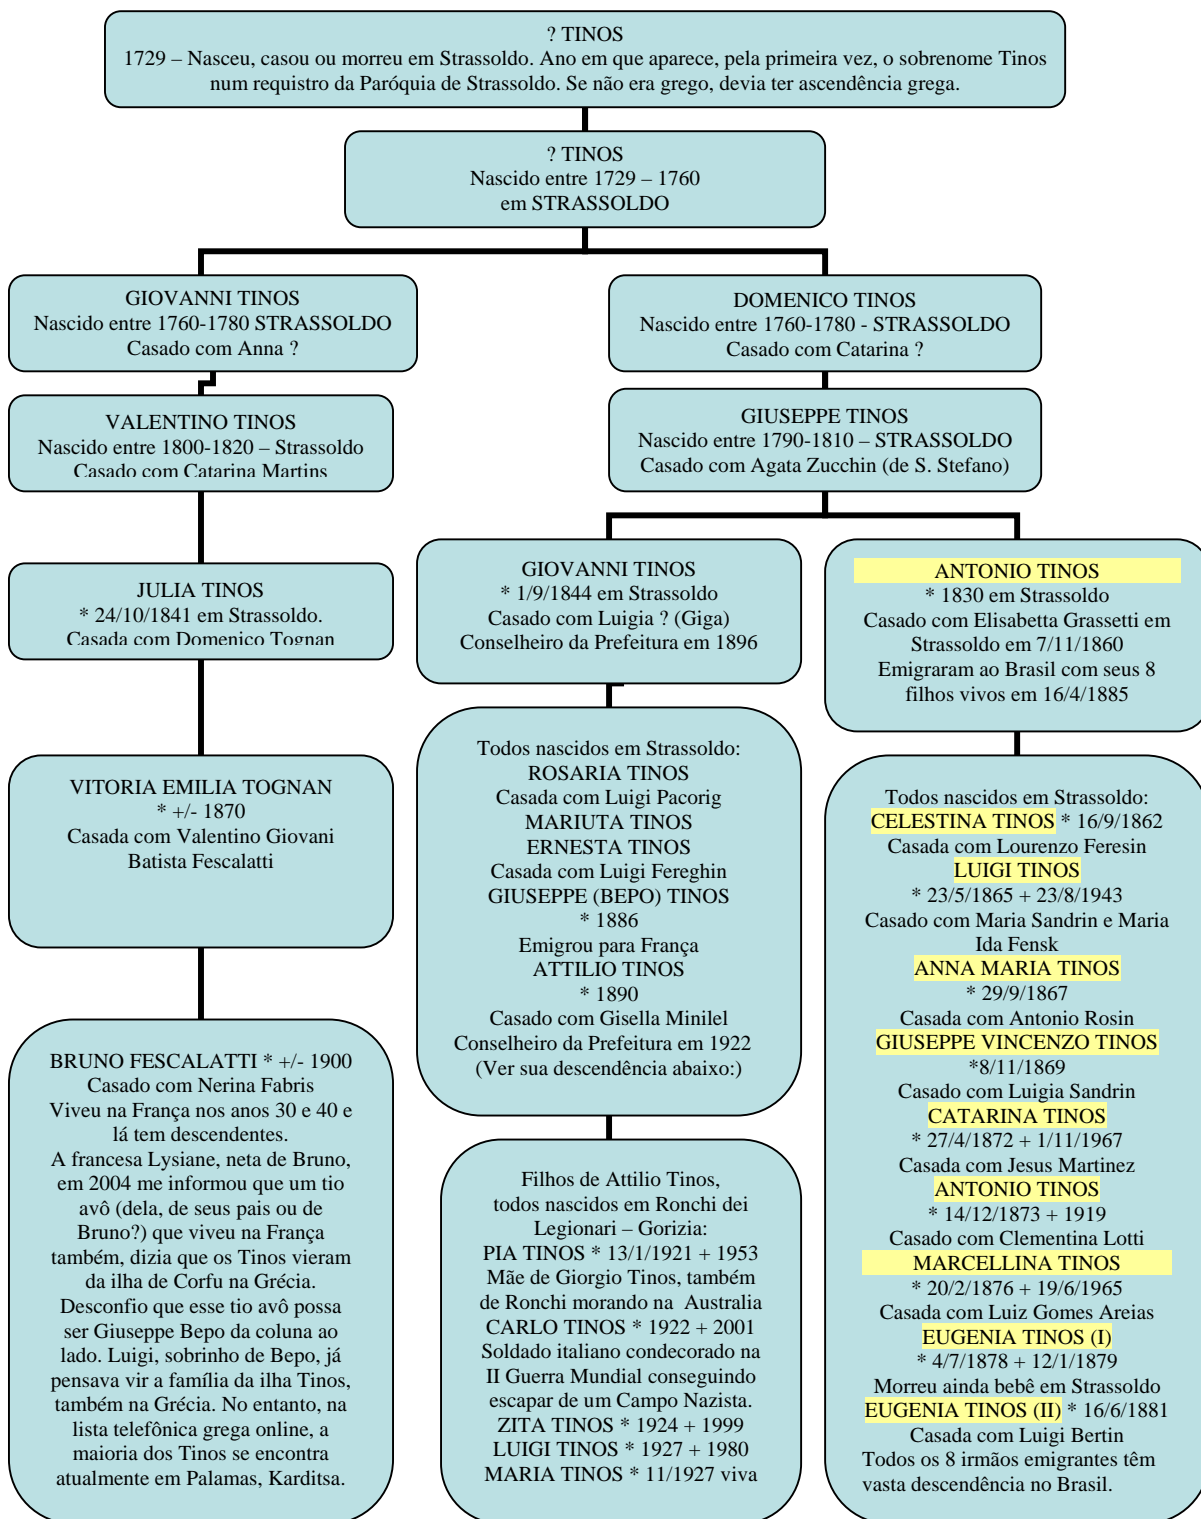 ? TINOS
1729 – Nasceu, casou ou morreu em Strassoldo. Ano em que aparece, pela primeira vez, o sobrenome Tinos
num requistro da Paróquia de Strassoldo. Se não era grego, devia ter ascendência grega.
? TINOS
Nascido entre 1729 – 1760
em STRASSOLDO
GIOVANNI TINOS
Nascido entre 1760-1780 STRASSOLDO
Casado com Anna ?
DOMENICO TINOS
Nascido entre 1760-1780 - STRASSOLDO
Casado com Catarina ?
VALENTINO TINOS
Nascido entre 1800-1820 – Strassoldo
Casado com Catarina Martins
GIUSEPPE TINOS
Nascido entre 1790-1810 – STRASSOLDO
Casado com Agata Zucchin (de S. Stefano)
JULIA TINOS
* 24/10/1841 em Strassoldo.
Casada com Domenico Tognan
GIOVANNI TINOS
* 1/9/1844 em Strassoldo
Casado com Luigia ? (Giga)
Conselheiro da Prefeitura em 1896
ANTONIO TINOS
* 1830 em Strassoldo
Casado com Elisabetta Grassetti em
Strassoldo em 7/11/1860
Emigraram ao Brasil com seus 8
filhos vivos em 16/4/1885
VITORIA EMILIA TOGNAN
* +/- 1870
Casada com Valentino Giovani
Batista Fescalatti
Todos nascidos em Strassoldo:
ROSARIA TINOS
Casada com Luigi Pacorig
MARIUTA TINOS
ERNESTA TINOS
Casada com Luigi Fereghin
GIUSEPPE (BEPO) TINOS
* 1886
Emigrou para França
ATTILIO TINOS
* 1890
Casado com Gisella Minilel
Conselheiro da Prefeitura em 1922
(Ver sua descendência abaixo:)
Todos nascidos em Strassoldo:
CELESTINA TINOS * 16/9/1862
Casada com Lourenzo Feresin
LUIGI TINOS
* 23/5/1865 + 23/8/1943
Casado com Maria Sandrin e Maria
Ida Fensk
ANNA MARIA TINOS
* 29/9/1867
Casada com Antonio Rosin
GIUSEPPE VINCENZO TINOS
*8/11/1869
Casado com Luigia Sandrin
CATARINA TINOS
* 27/4/1872 + 1/11/1967
Casada com Jesus Martinez
ANTONIO TINOS
* 14/12/1873 + 1919
Casado com Clementina Lotti
MARCELLINA TINOS
* 20/2/1876 + 19/6/1965
Casada com Luiz Gomes Areias
EUGENIA TINOS (I)
* 4/7/1878 + 12/1/1879
Morreu ainda bebê em Strassoldo
EUGENIA TINOS (II) * 16/6/1881
Casada com Luigi Bertin
Todos os 8 irmãos emigrantes têm
vasta descendência no Brasil.
BRUNO FESCALATTI * +/- 1900
Casado com Nerina Fabris
Viveu na França nos anos 30 e 40 e
lá tem descendentes.
A francesa Lysiane, neta de Bruno,
em 2004 me informou que um tio
avô (dela, de seus pais ou de
Bruno?) que viveu na França
também, dizia que os Tinos vieram
da ilha de Corfu na Grécia.
Desconfio que esse tio avô possa
ser Giuseppe Bepo da coluna ao
lado. Luigi, sobrinho de Bepo, já
pensava vir a família da ilha Tinos,
também na Grécia. No entanto, na
lista telefônica grega online, a
maioria dos Tinos se encontra
atualmente em Palamas, Karditsa.
Filhos de Attilio Tinos,
todos nascidos em Ronchi dei
Legionari – Gorizia:
PIA TINOS * 13/1/1921 + 1953
Mãe de Giorgio Tinos, também
de Ronchi morando na Australia
CARLO TINOS * 1922 + 2001
Soldado italiano condecorado na
II Guerra Mundial conseguindo
escapar de um Campo Nazista.
ZITA TINOS * 1924 + 1999
LUIGI TINOS * 1927 + 1980
MARIA TINOS * 11/1927 viva